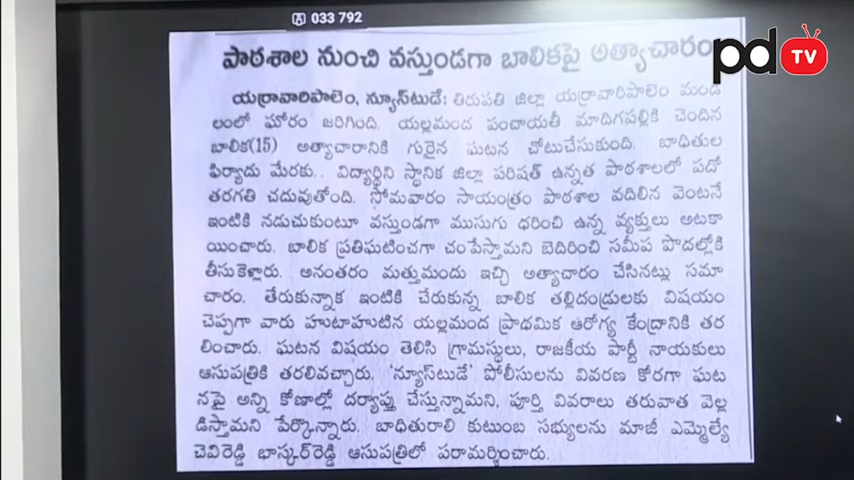 033 792
pd TV
పాఠశాల నుంచి వస్తుండగా బాలికపై అత్యాచారం
యర్రావారిపాలెం, న్యూస్‌టుడే: తిరుపతి జిల్లా యర్రావారిపాలెం మండ
లంలో ఘోరం జరిగింది. యల్లమంద పంచాయతీ మాదిగపల్లికి చెందిన
బాలిక(15) అత్యాచారానికి గురైన ఘటన చోటుచేసుకుంది. బాధితుల
ఫిర్యాదు మేరకు.. విద్యార్థిని స్థానిక జిల్లా పరిషత్ ఉన్నత పాఠశాలలో పదో
తరగతి చదువుతోంది. సోమవారం సాయంత్రం పాఠశాల వదిలిన వెంటనే
ఇంటికి నడుచుకుంటూ వస్తుండగా ముసుగు ధరించి ఉన్న వ్యక్తులు అటకా
యించారు. బాలిక ప్రతిఘటించగా చంపేస్తామని బెదిరించి సమీప పొదల్లోకి
తీసుకెళ్లారు. అనంతరం మత్తుమందు ఇచ్చి అత్యాచారం చేసినట్లు సమా
చారం. తేరుకున్నాక ఇంటికి చేరుకున్న బాలిక తల్లిదండ్రులకు విషయం
చెప్పగా వారు హుటాహుటిన యల్లమంద ప్రాథమిక ఆరోగ్య కేంద్రానికి తర
లించారు. ఘటన విషయం తెలిసి గ్రామస్థులు, రాజకీయ పార్టీ నాయకులు
ఆసుపత్రికి తరలివచ్చారు. 'న్యూస్‌టుడే' పోలీసులను వివరణ కోరగా ఘట
నపై అన్ని కోణాల్లో దర్యాప్తు చేస్తున్నామని, పూర్తి వివరాలు తరువాత వెల్ల
డిస్తామని పేర్కొన్నారు. బాధితురాలి కుటుంబ సభ్యులను మాజీ ఎమ్మెల్యే
చెవిరెడ్డి భాస్కర్‌రెడ్డి ఆసుపత్రిలో పరామర్శించారు.